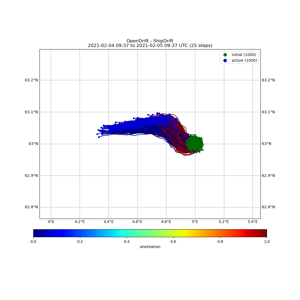 OpenDrift - ShipDrift
2021-02-04 09:37 to 2021-02-05 09:37 UTC (25 steps)
initial (1000)
active (1000)
63.2°N 63.2°N
63.1°N 63.1°N
63°N 63°N
62.9°N 62.9°N
62.8°N 62.8°N
4°E 4.2°E 4.4°E 4.6°E 4.8°E 5°E 5.2°E 5.4°E
0.0 0.2 0.4 0.6 0.8 1.0
orientation